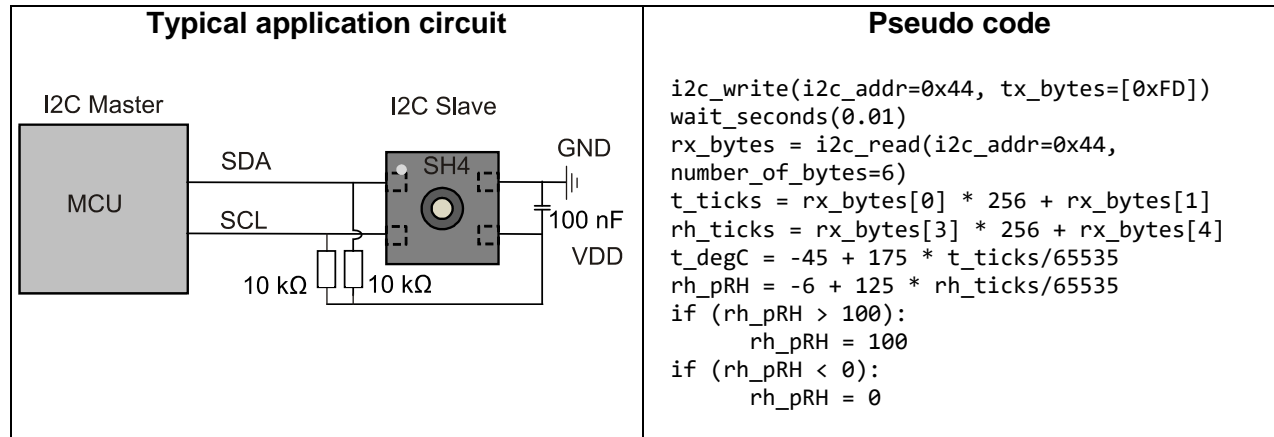 Typical application circuit
I2C Master
I2C Slave
MCU
SDA
SCL
SH4
GND
100 nF
VDD
10 kΩ
10 kΩ
Pseudo code
i2c_write(i2c_addr=0x44, tx_bytes=[0xFD])
wait_seconds(0.01)
rx_bytes = i2c_read(i2c_addr=0x44,
number_of_bytes=6)
t_ticks = rx_bytes[0] * 256 + rx_bytes[1]
rh_ticks = rx_bytes[3] * 256 + rx_bytes[4]
t_degC = -45 + 175 * t_ticks/65535
rh_pRH = -6 + 125 * rh_ticks/65535
if (rh_pRH > 100):
      rh_pRH = 100
if (rh_pRH < 0):
      rh_pRH = 0